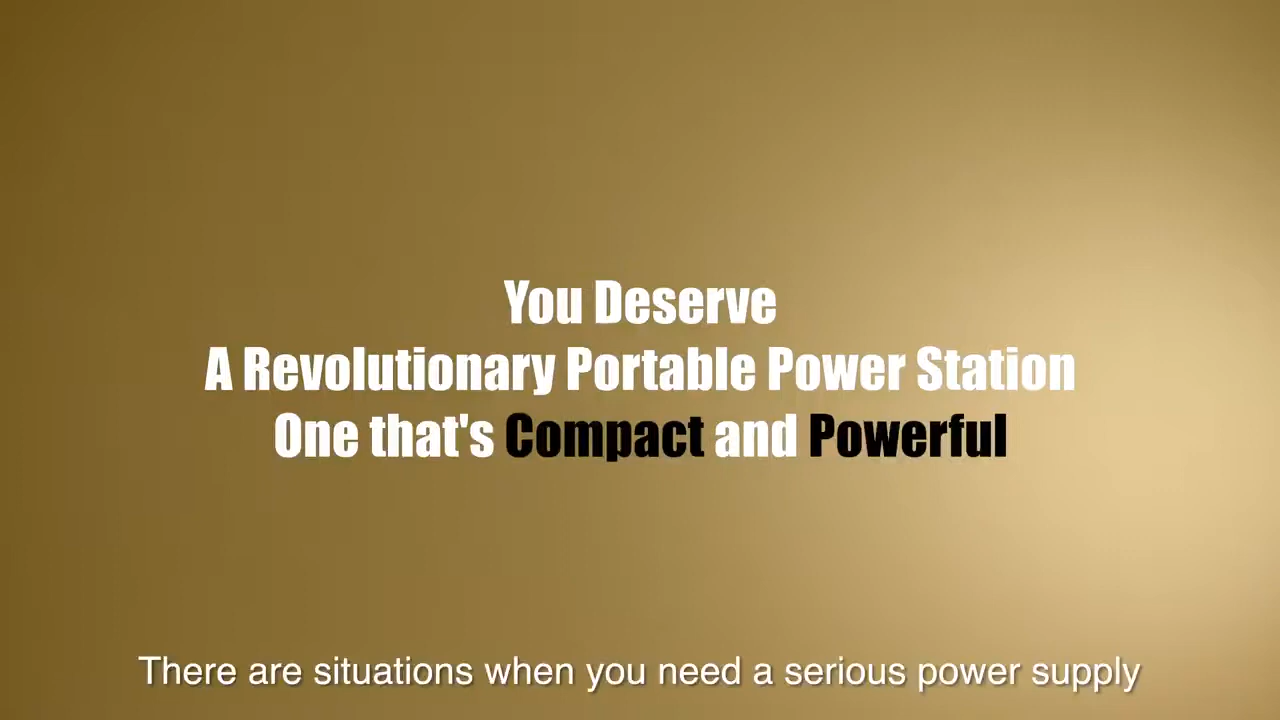 You Deserve
A Revolutionary Portable Power Station
One that's Compact and Powerful
There are situations when you need a serious power supply